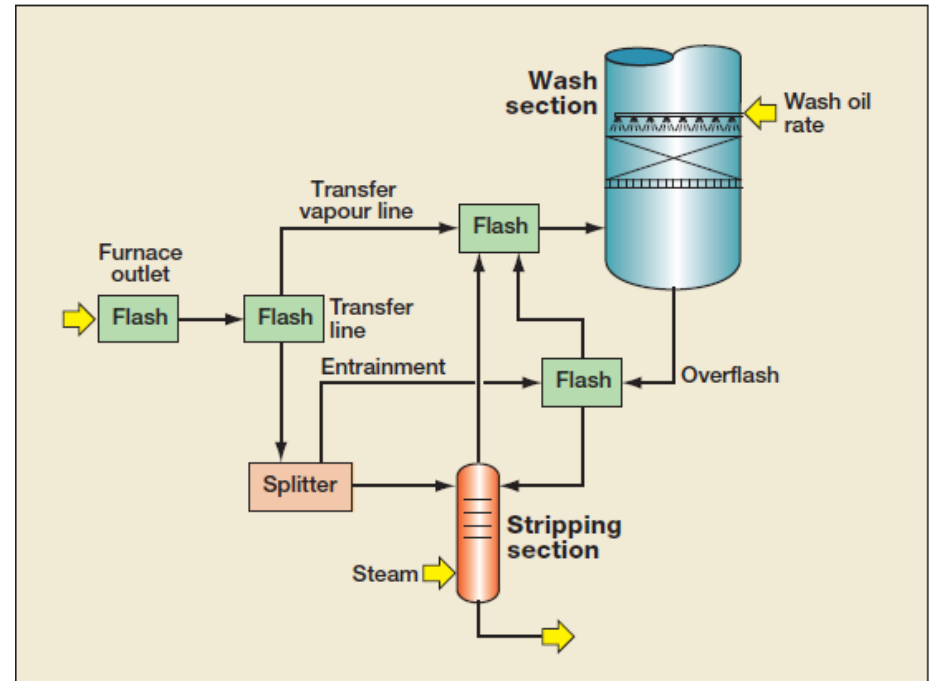 Wash
section
Wash oil
rate
Transfer
vapour line
Flash
Furnace
outlet
Flash
Flash
Transfer
line
Entrainment
Flash
Overflash
Splitter
Stripping
section
Steam